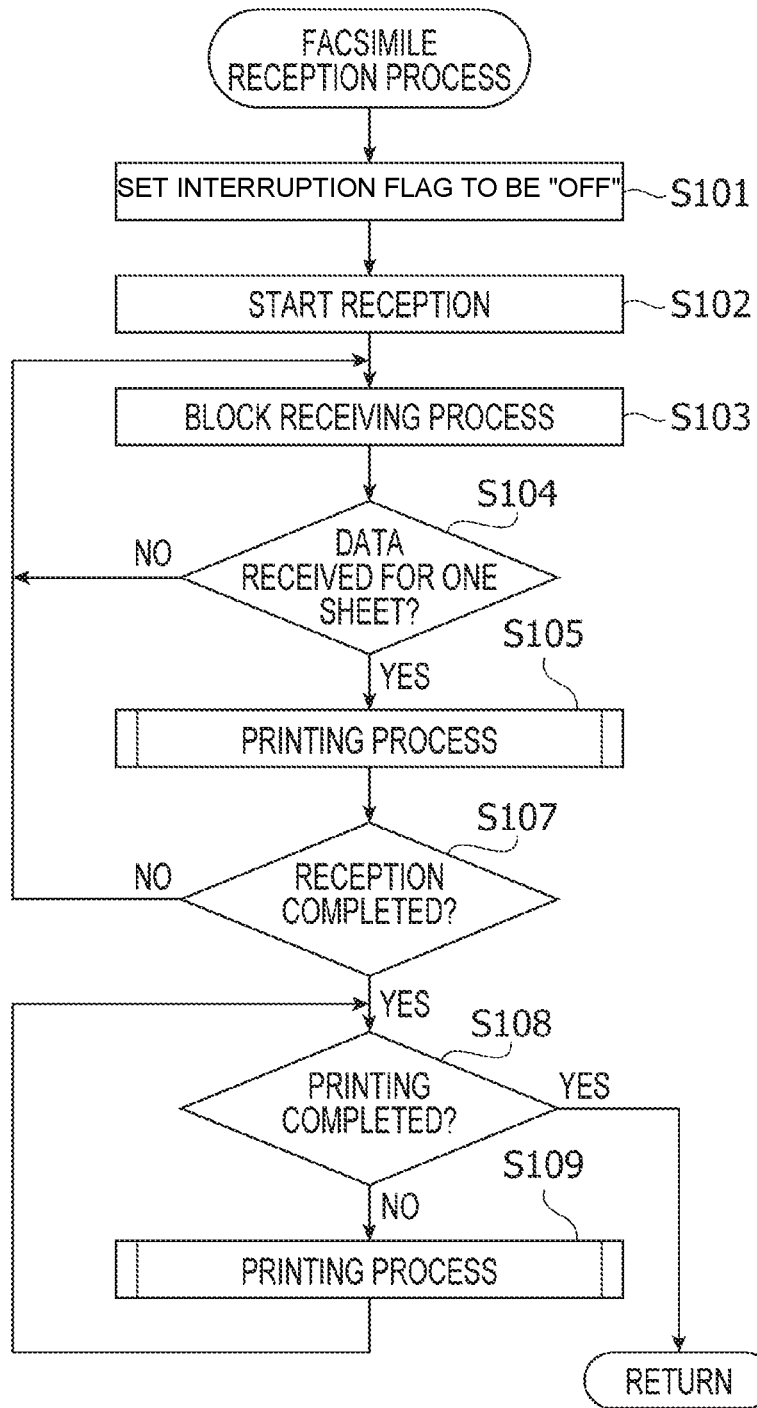 FACSIMILE
RECEPTION PROCESS
SET INTERRUPTION FLAG TO BE "OFF"
S101
START RECEPTION
S102
BLOCK RECEIVING PROCESS
S103
S104
NO
DATA
RECEIVED FOR ONE
SHEET?
S105
YES
PRINTING PROCESS
S107
NO
RECEPTION
COMPLETED?
YES
S108
PRINTING
COMPLETED?
YES
S109
NO
PRINTING PROCESS
RETURN